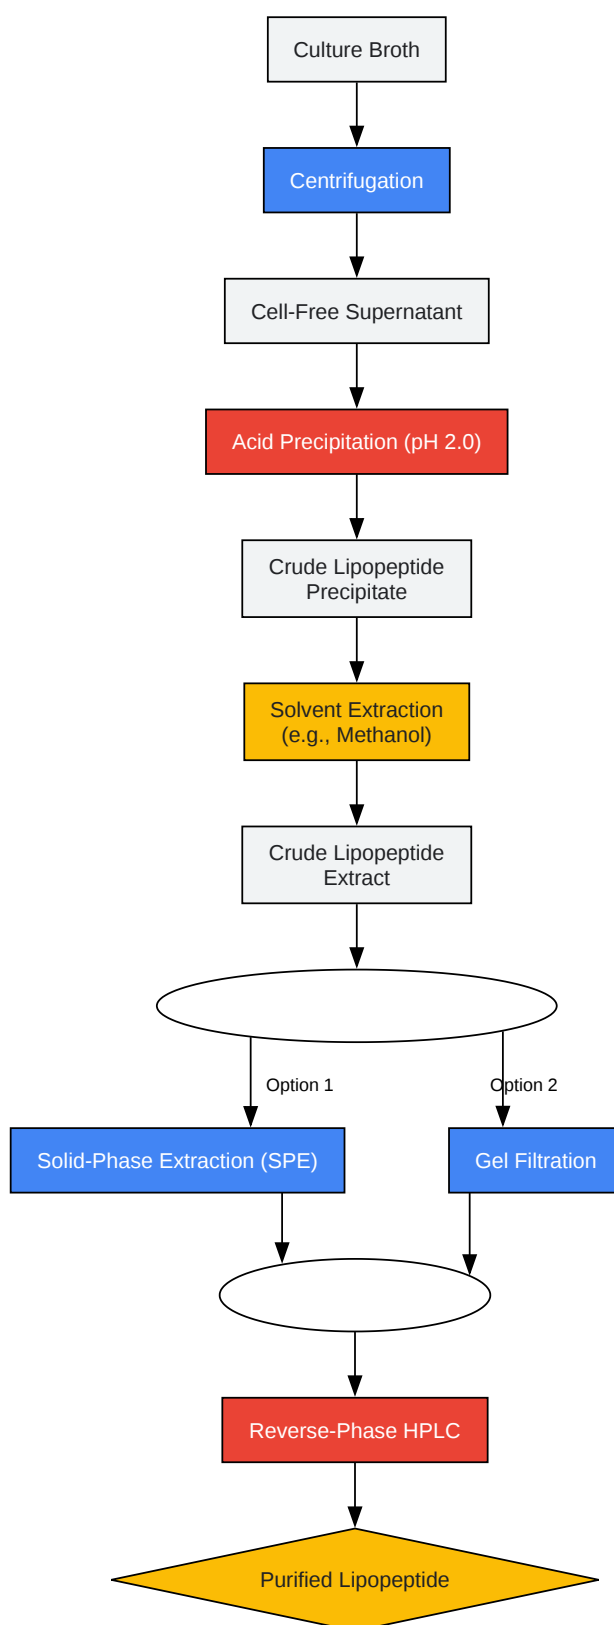 Culture Broth
Centrifugation
Cell-Free Supernatant
Acid Precipitation (pH 2.0)
Crude Lipopeptide
Precipitate
Solvent Extraction
(e.g., Methanol)
Crude Lipopeptide
Extract
Option 1
Option 2
Solid-Phase Extraction (SPE)
Gel Filtration
Reverse-Phase HPLC
Purified Lipopeptide